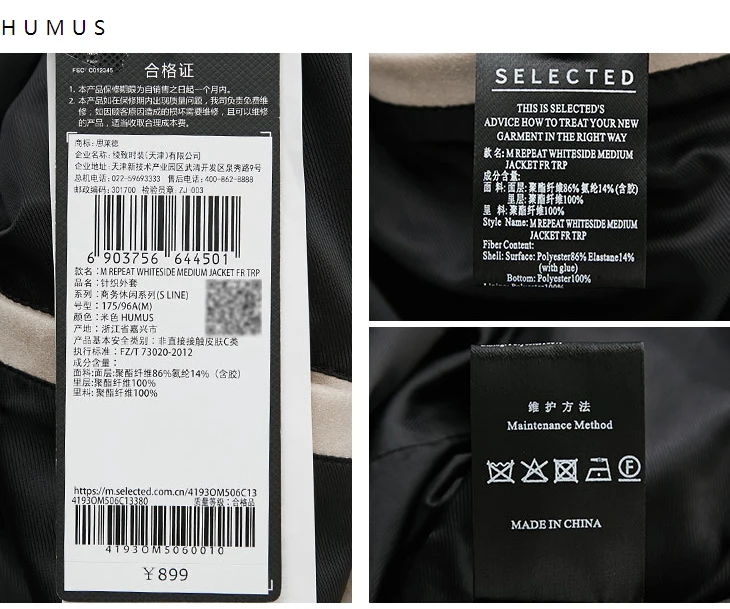 HUMUS
FSC® C012345
合格证
1. 本产品保修期限为自销售之日起一个月内。
2. 本产品如在保修期内出现质量问题，我司负责免费维
修，如因顾客原因造成的损坏需要维修，且可以维修
的产品，适当收取合理成本费。
商标: 思莱德
企业名称: 绫致时装(天津)有限公司
企业地址: 天津新技术产业园区武清开发区泉秀路9号
总机电话:022-59693333 售后电话:400-862-8888
邮政编码:301700 检验员章 ZJ 003
6 903756 644501
款名：M REPEAT WHITESIDE MEDIUM JACKET FR TRP
品名：针织外套
系列：商务休闲系列(S LINE)
号型：175/96A(M)
颜色：米色 HUMUS
产地：浙江省嘉兴市
产品基本安全类别：非直接接触皮肤C类
执行标准：FZ/T 73020-2012
成分含量：
面料:面层:聚酯纤维86%氨纶14%（含胶）
里层:聚酯纤维100%
里料: 聚酯纤维100%
https://m.selected.com.cn/4193OM506C13
4193OM506C13380 质量等级：合格品
4193OM5060010
￥899
SELECTED
THIS IS SELECTED'S
ADVICE HOW TO TREAT YOUR NEW
GARMENT IN THE RIGHT WAY
款 名: M REPEAT WHITESIDE MEDIUM
JACKET FR TRP
成分含量:
面 料: 面层: 聚酯纤维86% 氨纶14%(含胶)
里层: 聚酯纤维100%
里 料: 聚酯纤维100%
Style Name: M REPEAT WHITESIDE MEDIUM
JACKET FR TRP
Fiber Content:
Shell: Surface: Polyester86% Elastane14%
(with glue)
Bottom: Polyester100%
Lining: Polyester100%
维护方法
Maintenance Method
MADE IN CHINA